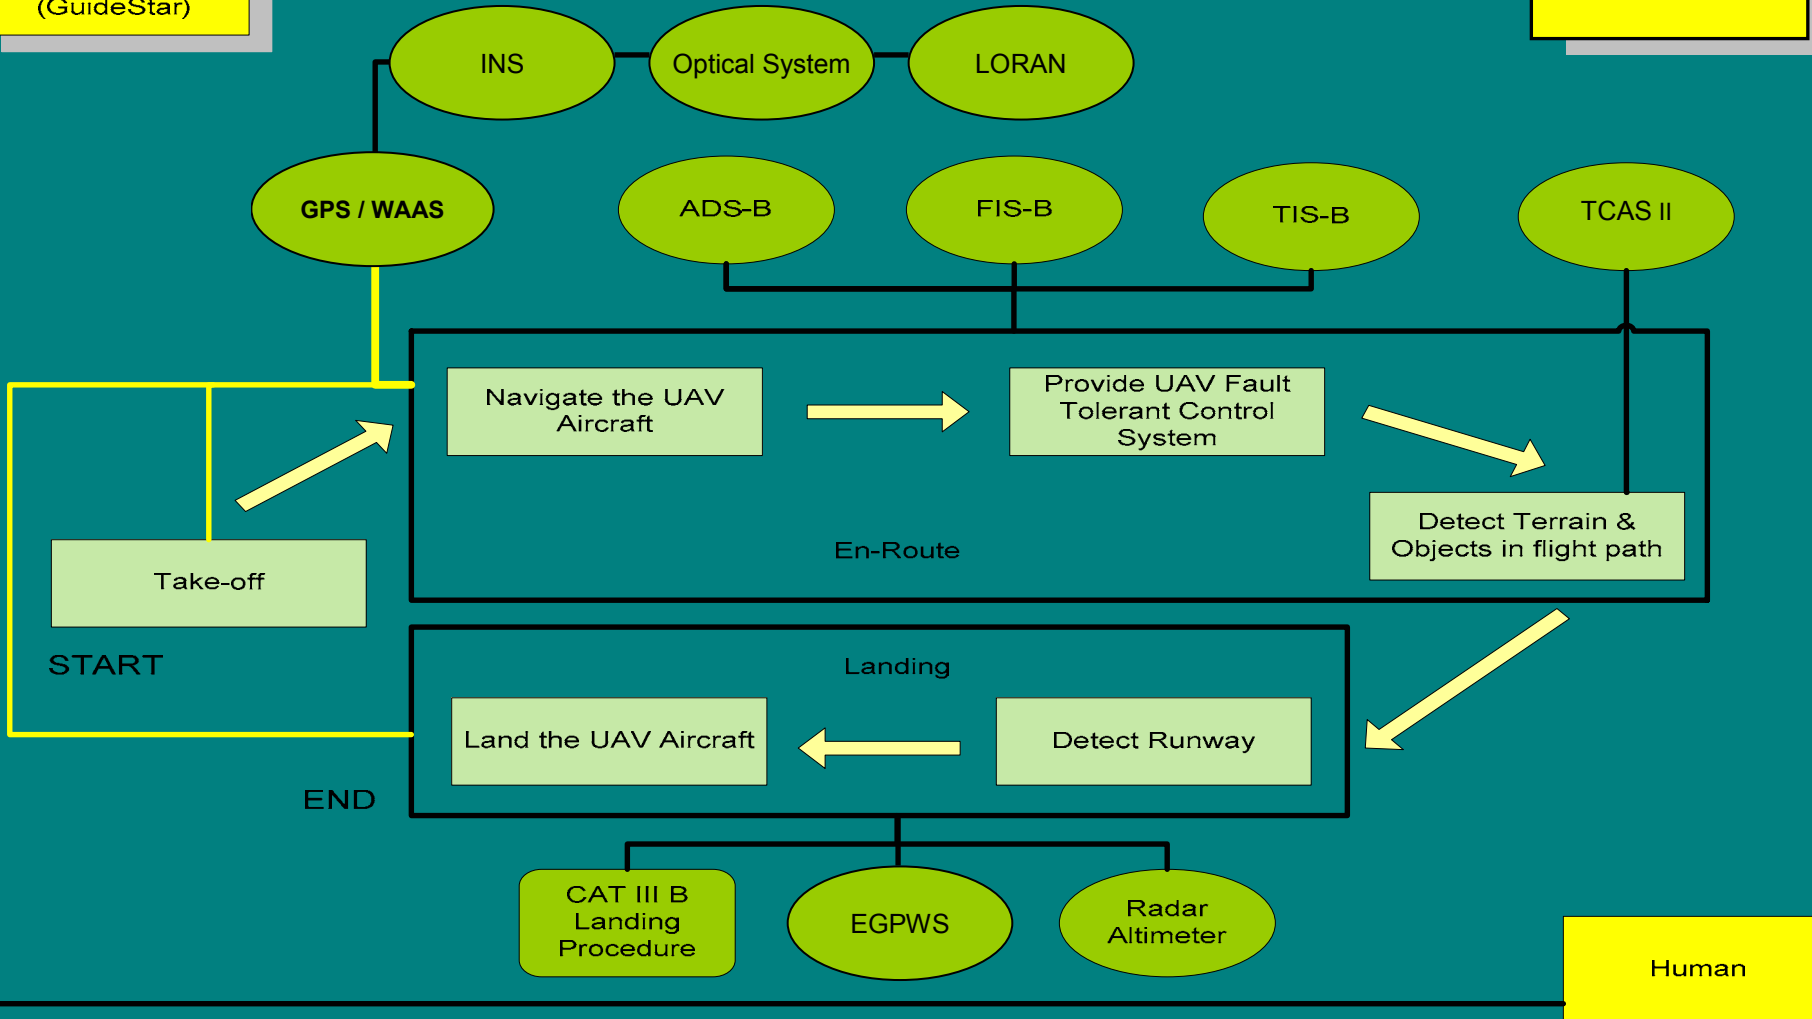 (GuideStar)
INS
Optical System
LORAN
GPS / WAAS
ADS-B
FIS-B
TIS-B
TCAS II
Navigate the UAV
Aircraft
Provide UAV Fault
Tolerant Control
System
Detect Terrain &
Objects in flight path
En-Route
Take-off
START
Landing
Land the UAV Aircraft
Detect Runway
END
CAT III B
Landing
Procedure
EGPWS
Radar
Altimeter
Human